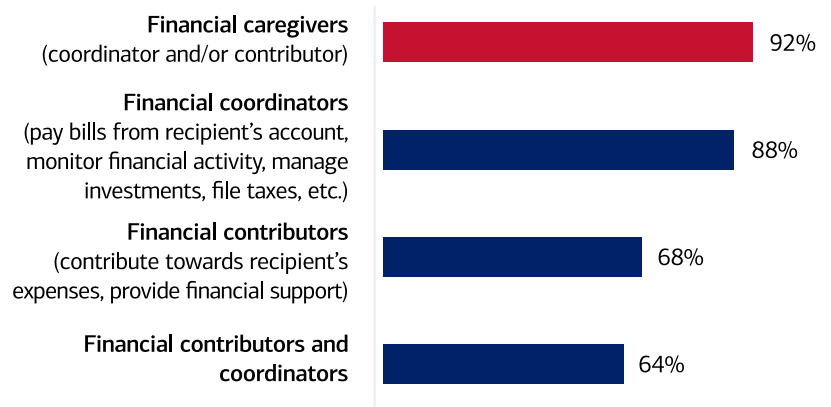 Financial caregivers
(coordinator and/or contributor)
92%
Financial coordinators
(pay bills from recipient’s account,
monitor financial activity, manage
investments, file taxes, etc.)
88%
Financial contributors
(contribute towards recipient’s
expenses, provide financial support)
68%
Financial contributors and
coordinators
64%